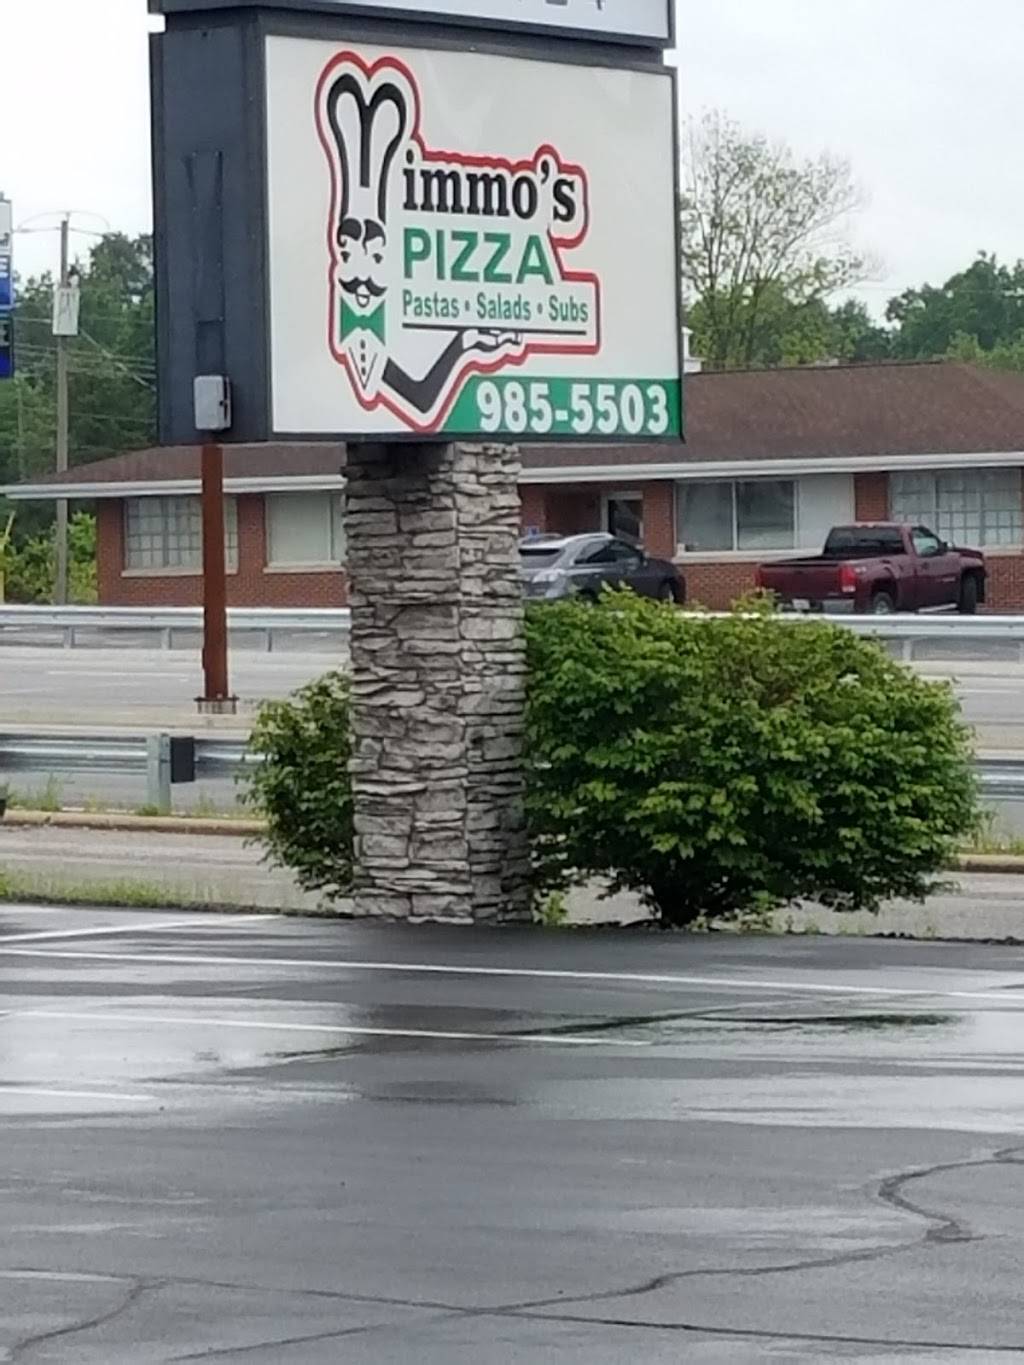 Mimmo's
PIZZA
Pastas • Salads • Subs
985-5503